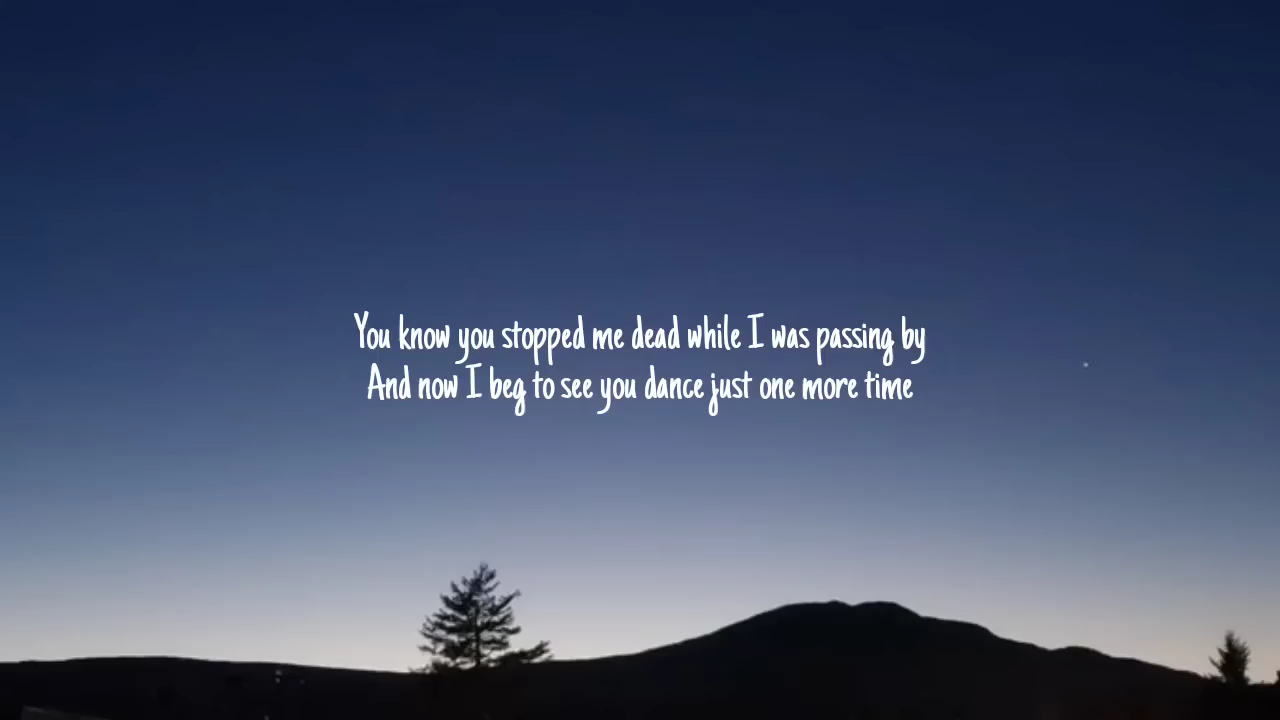 You know you stopped me dead while I was passing by
And now I beg to see you dance just one more time